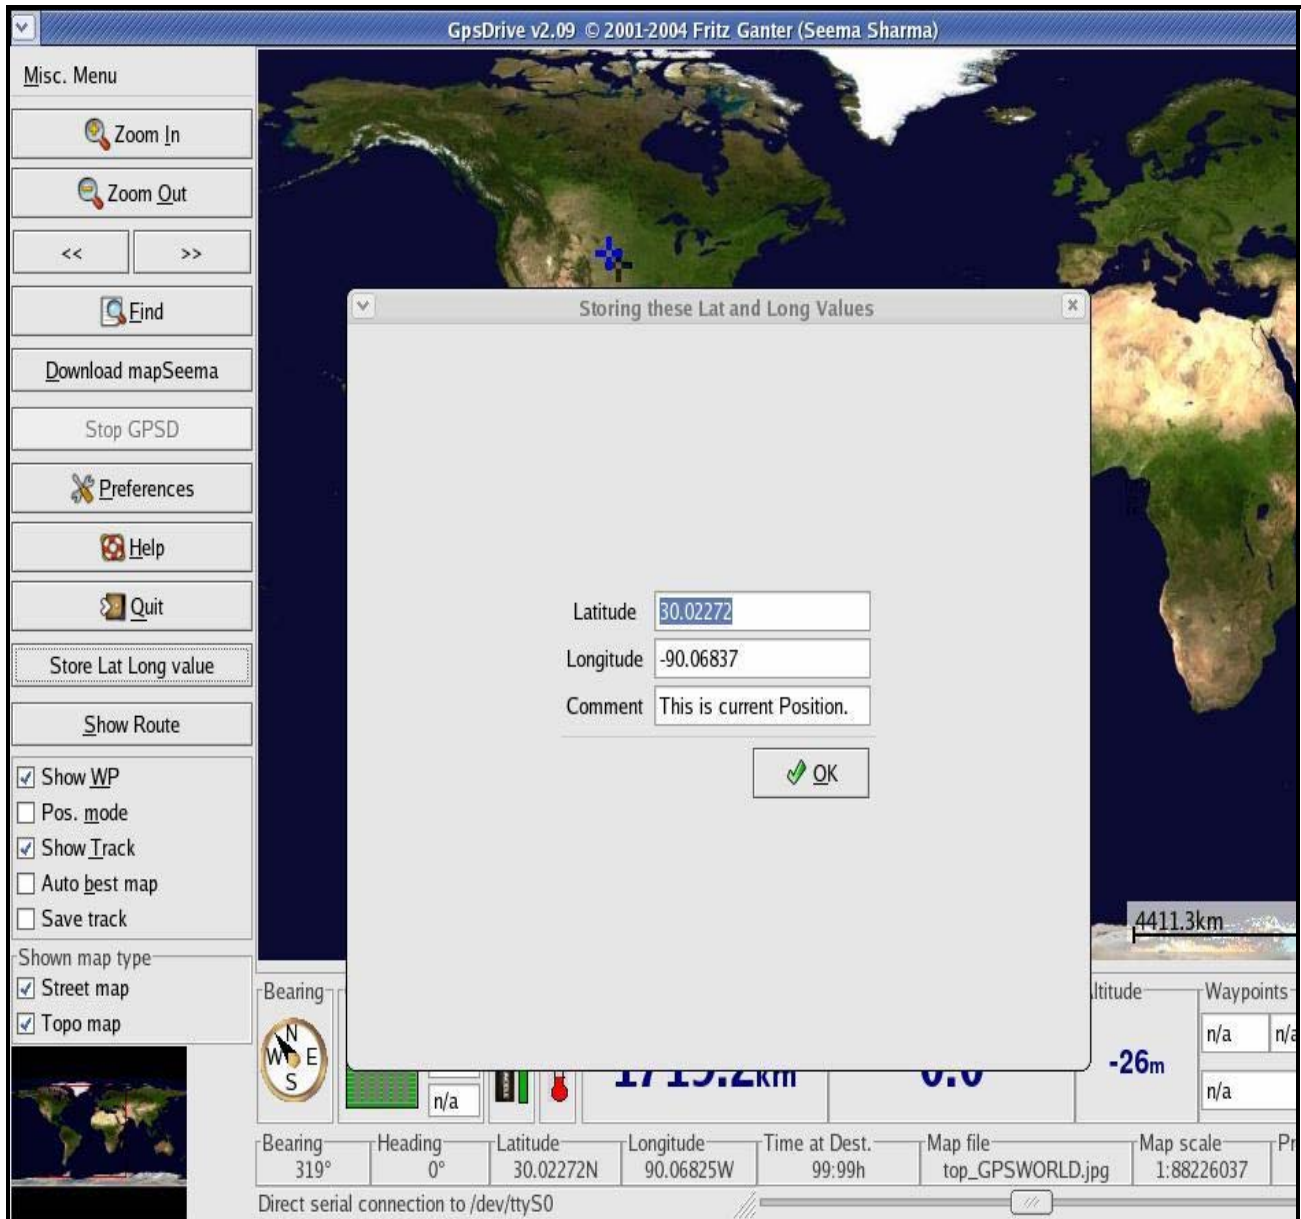 GpsDrive v2.09 © 2001-2004 Fritz Ganter (Seema Sharma)
Misc. Menu
Zoom In
Zoom Out
<< >>
Find
Download mapSeema
Stop GPSD
Preferences
Help
Quit
Store Lat Long value
Show Route
Show WP
Pos. mode
Show Track
Auto best map
Save track
Shown map type
Street map
Topo map
Storing these Lat and Long Values
Latitude 30.02272
Longitude -90.06837
Comment This is current Position.
OK
4411.3km
Bearing
N
W E
S
n/a
km
Altitude
-26m
Waypoints
n/a n/a
n/a
Bearing Heading Latitude Longitude Time at Dest. Map file Map scale
319° 0° 30.02272N 90.06825W 99:99h top_GPSWORLD.jpg 1:88226037
Direct serial connection to /dev/ttyS0